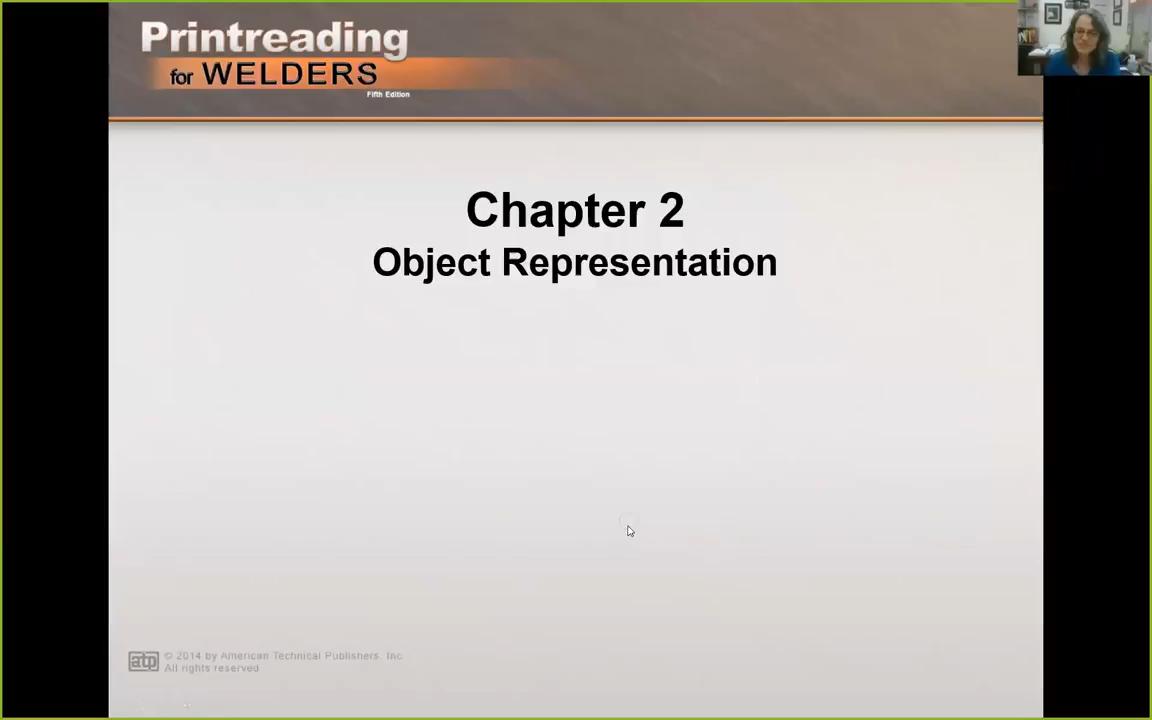 Printreading
for WELDERS
Fifth Edition
Chapter 2
Object Representation
atp
© 2014 by American Technical Publishers, Inc.
All rights reserved